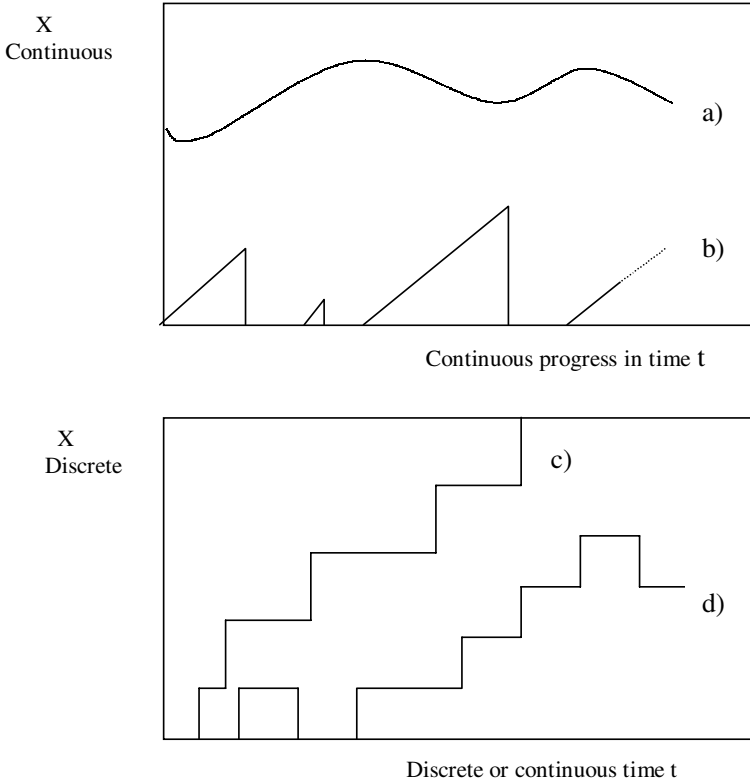 X
Continuous
a)
b)
Continuous progress in time t
X
Discrete
c)
d)
Discrete or continuous time t